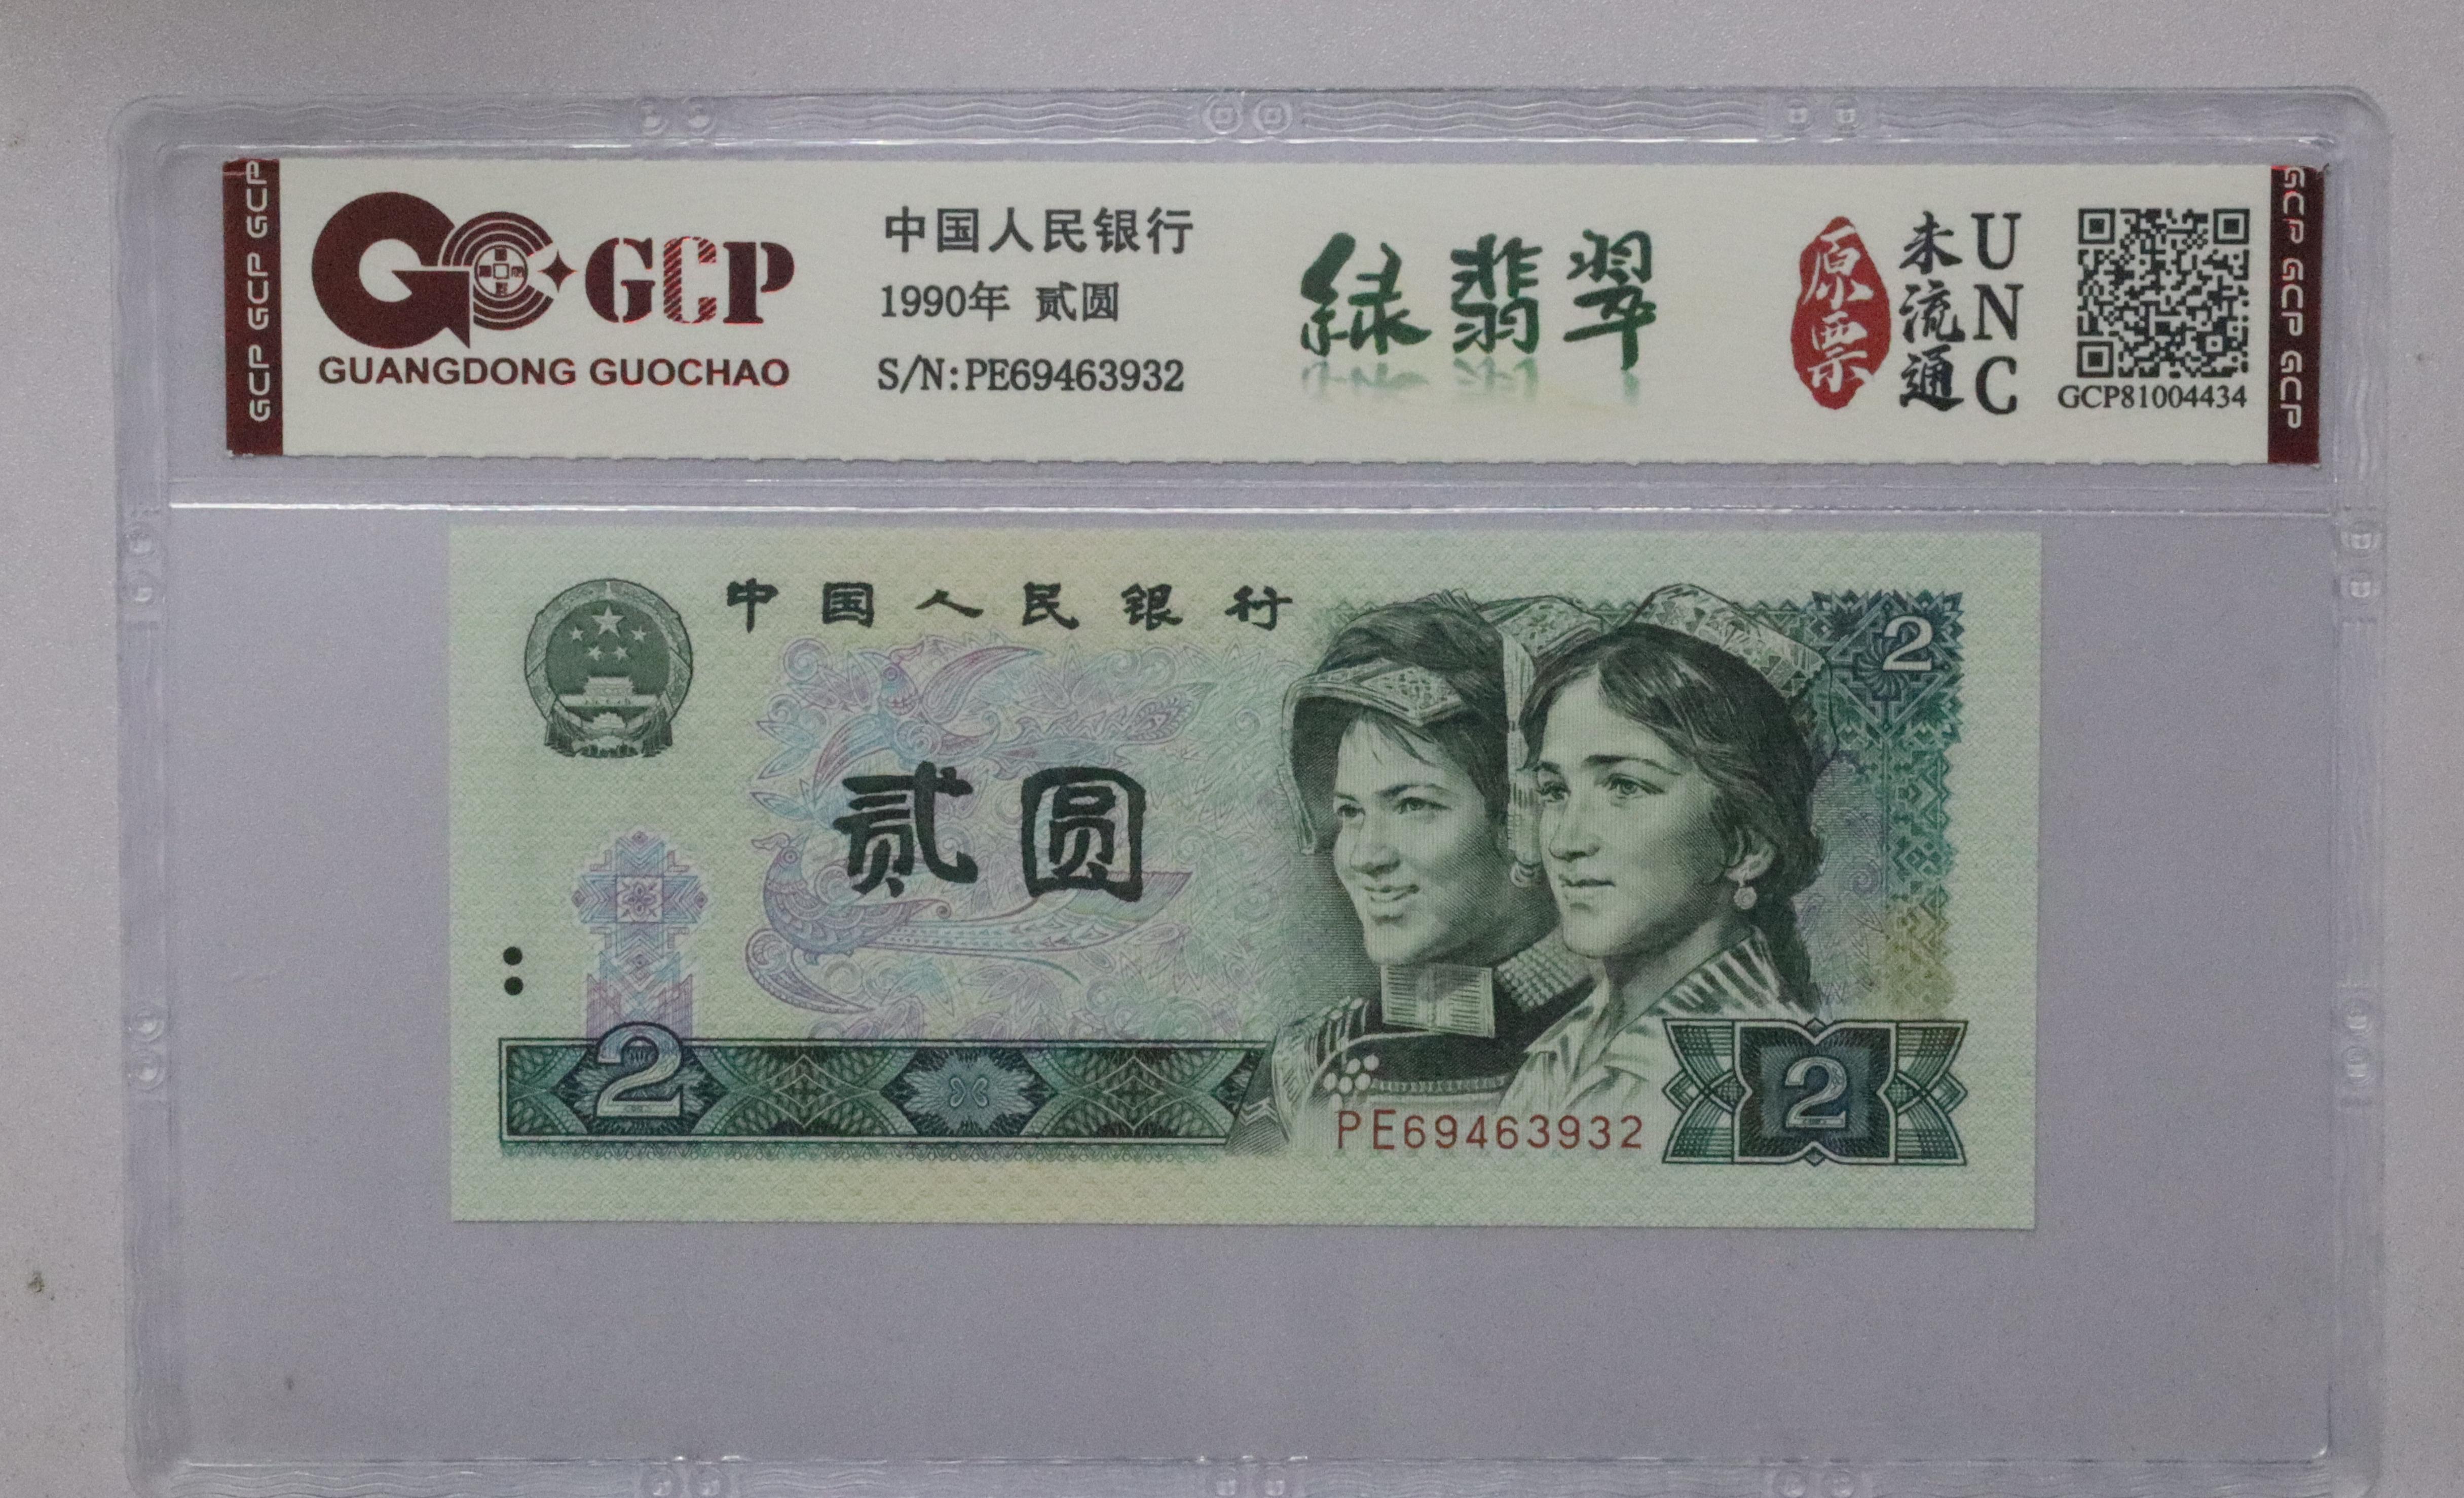 GCP GCP GCP
GCP
GUANGDONG GUOCHAO
中国人民银行
1990年 贰圆
S/N:PE69463932
緑翡翠
原票
未流通
UNC
GCP81004434
GCP GCP GCP
中国人民银行
2
贰圆
2
PE69463932
2